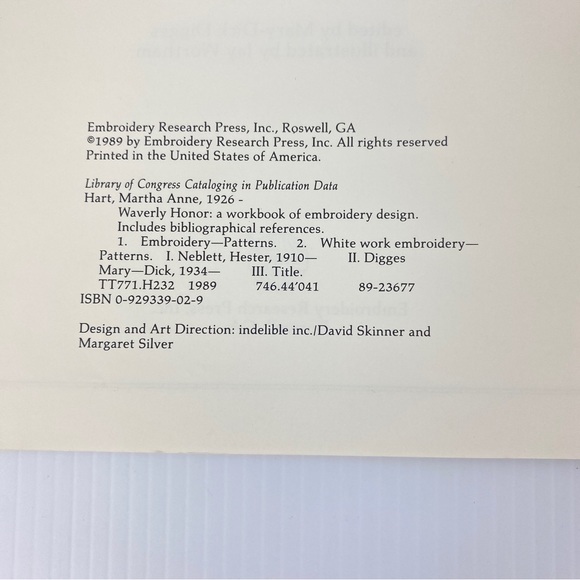 Embroidery Research Press, Inc., Roswell, GA
©1989 by Embroidery Research Press, Inc. All rights reserved
Printed in the United States of America.
Library of Congress Cataloging in Publication Data
Hart, Martha Anne, 1926 -
Waverly Honor: a workbook of embroidery design.
Includes bibliographical references.
1. Embroidery—Patterns. 2. White work embroidery—
Patterns. I. Neblett, Hester, 1910— II. Digges
Mary—Dick, 1934— III. Title.
TT771.H232 1989 746.44'041 89-23677
ISBN 0-929339-02-9
Design and Art Direction: indelible inc./David Skinner and
Margaret Silver